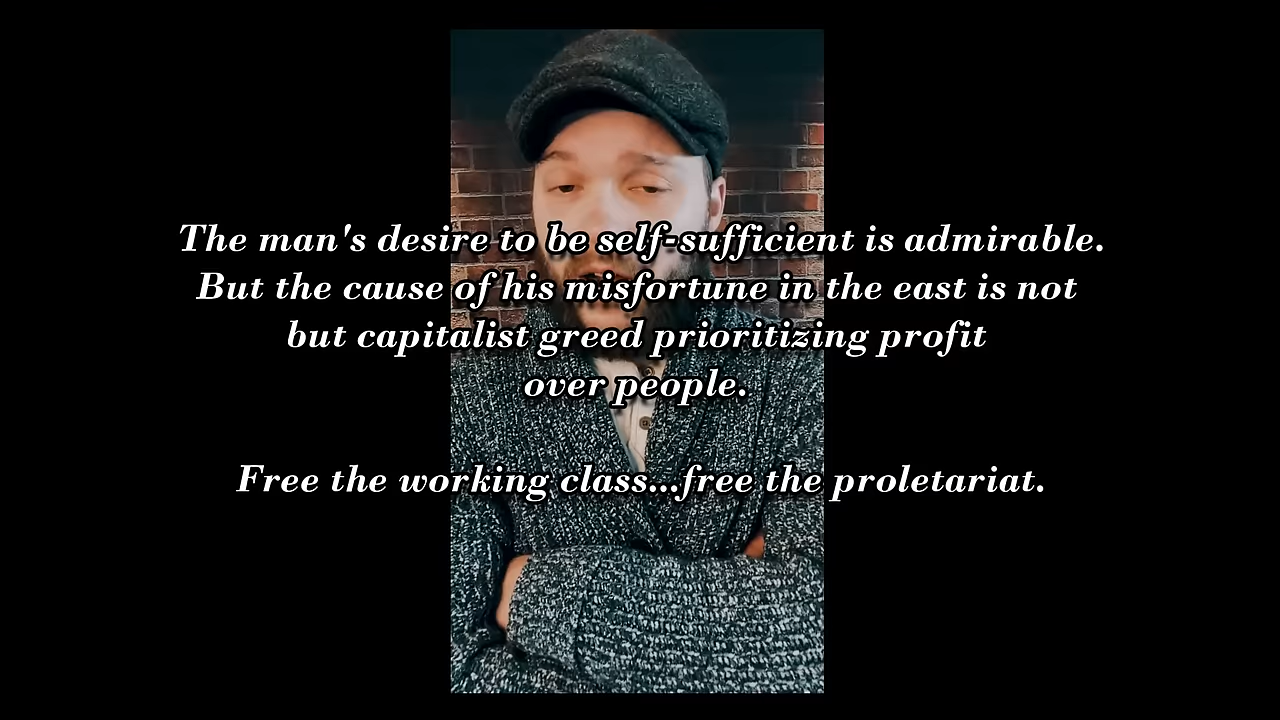 The man's desire to be self-sufficient is admirable.
But the cause of his misfortune in the east is not
but capitalist greed prioritizing profit
over people.
Free the working class...free the proletariat.